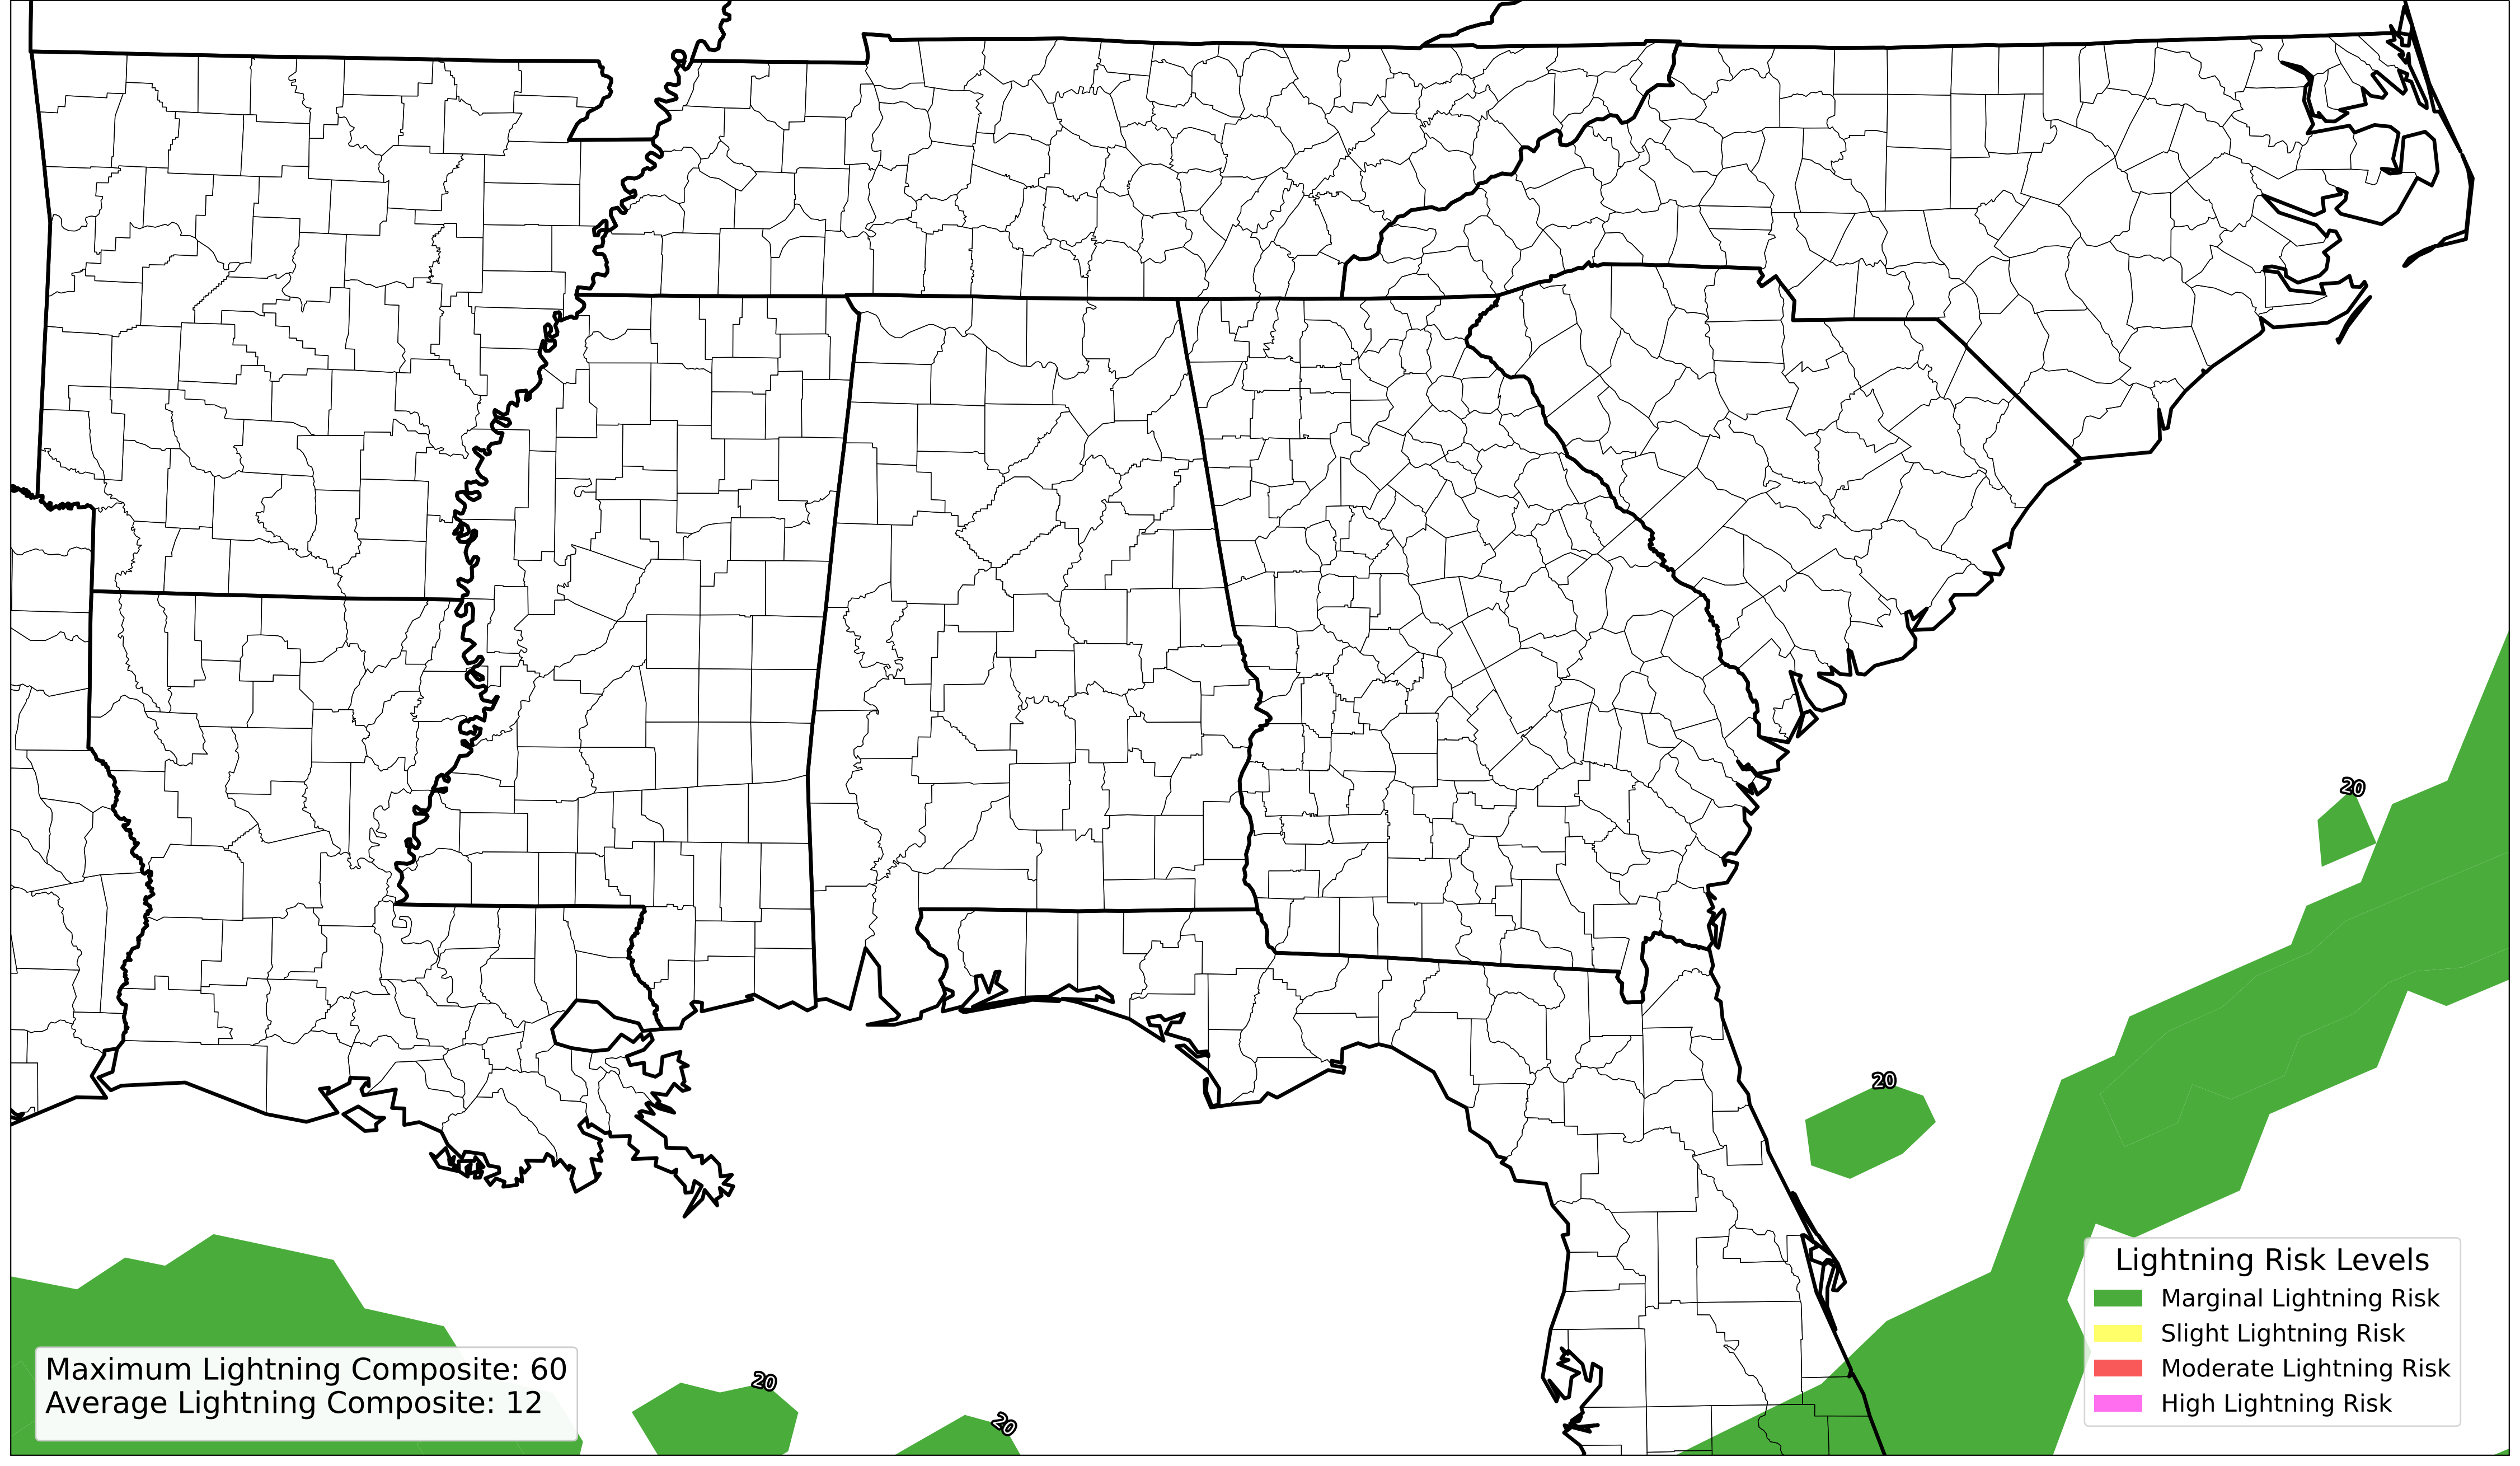 20
20
20
20
Maximum Lightning Composite: 60
Average Lightning Composite: 12
Lightning Risk Levels
Marginal Lightning Risk
Slight Lightning Risk
Moderate Lightning Risk
High Lightning Risk